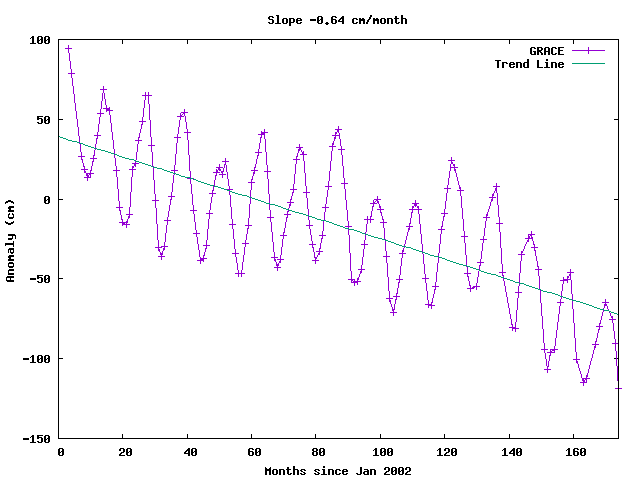 Slope -0.64 cm/month
100
50
0
-50
-100
-150
Anomaly (cm)
GRACE
Trend Line
0 20 40 60 80 100 120 140 160
Months since Jan 2002